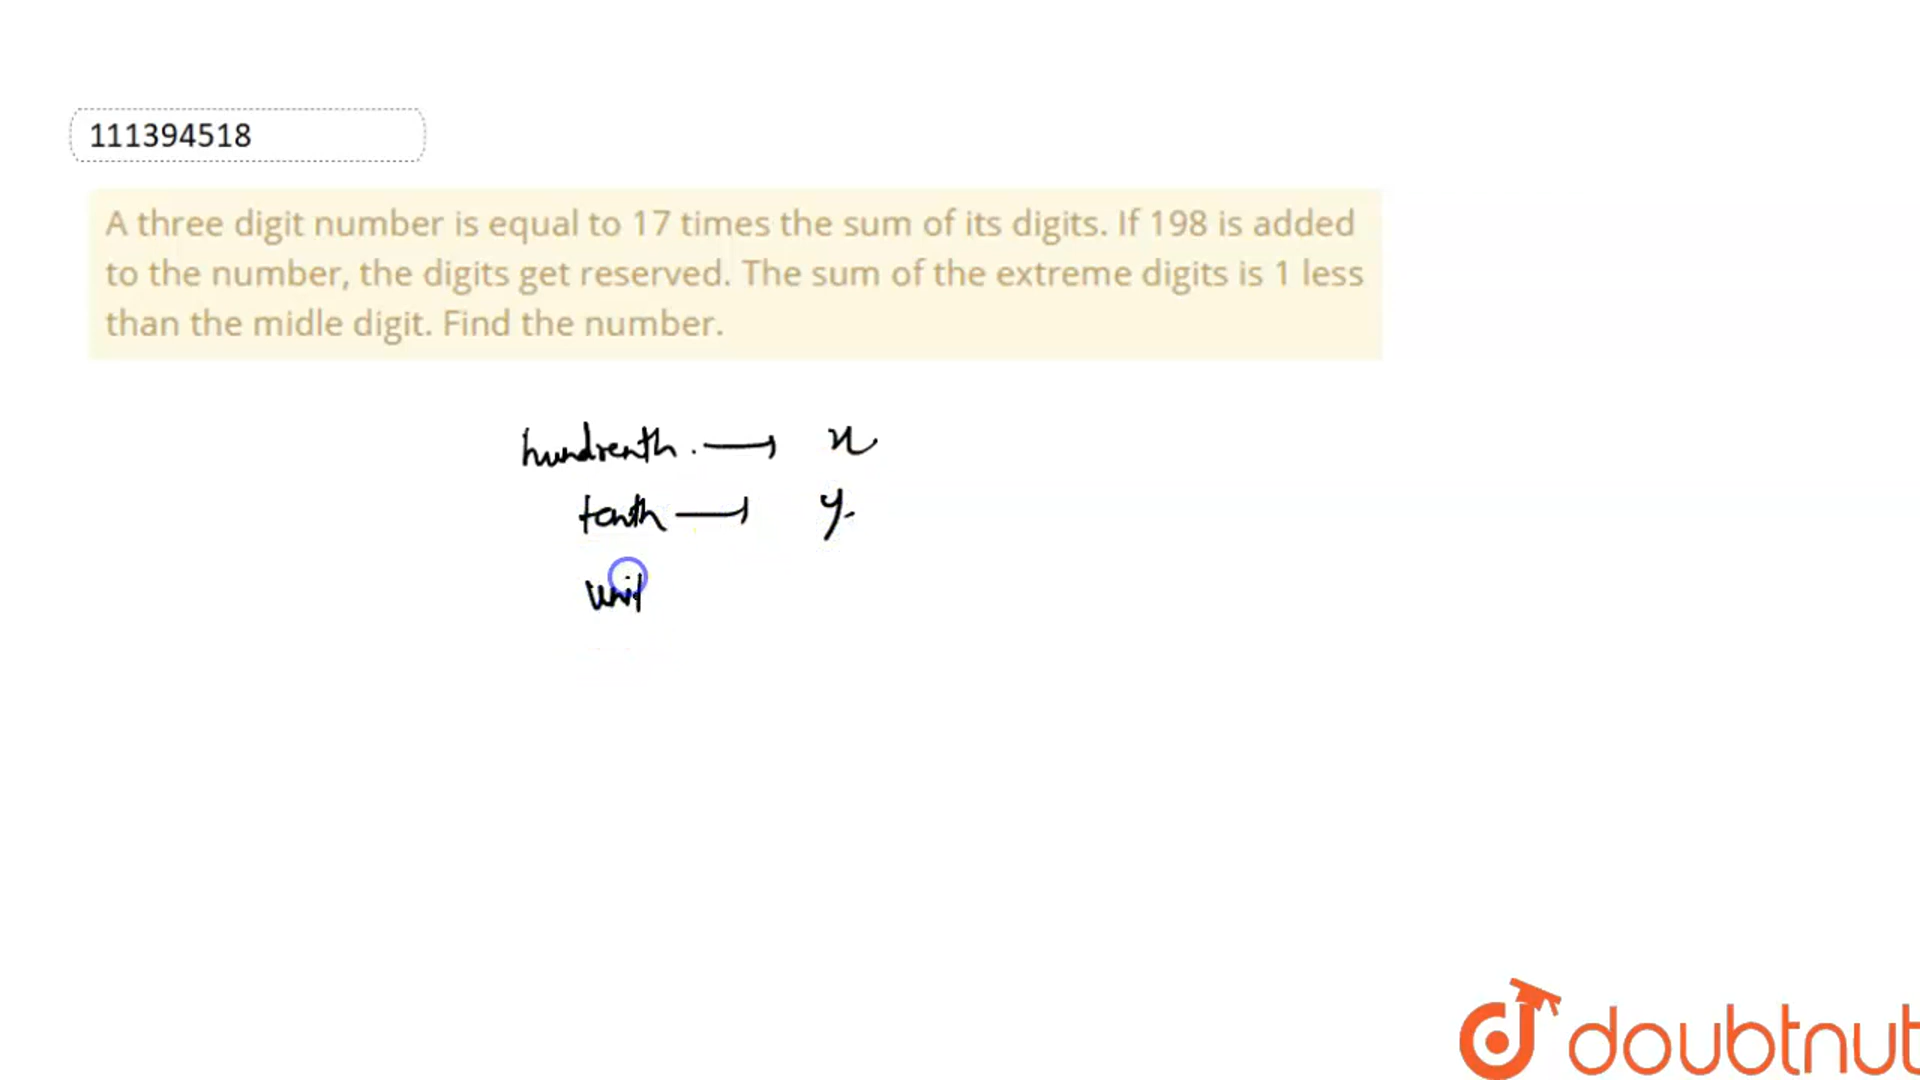 111394518
A three digit number is equal to 17 times the sum of its digits. If 198 is added
to the number, the digits get reserved. The sum of the extreme digits is 1 less
than the midle digit. Find the number.
hundrenth. → x
tenth → y.
unit
doubtnut